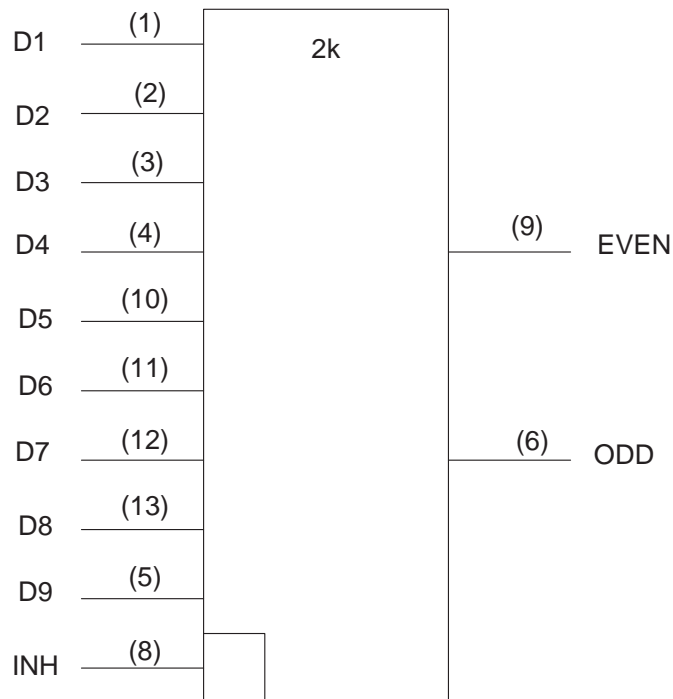 D1 (1) 2k
D2 (2)
D3 (3)
D4 (4) (9) EVEN
D5 (10)
D6 (11)
D7 (12) (6) ODD
D8 (13)
D9 (5)
INH (8)